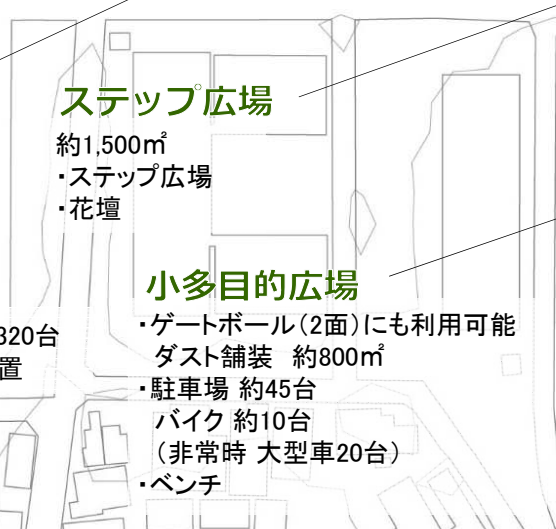 ステップ広場
約1,500㎡
・ステップ広場
・花壇
小多目的広場
320台
置
・ゲートボール（2面）にも利用可能
ダスト舗装　約800㎡
・駐車場 約45台
バイク 約10台
（非常時 大型車20台）
・ベンチ